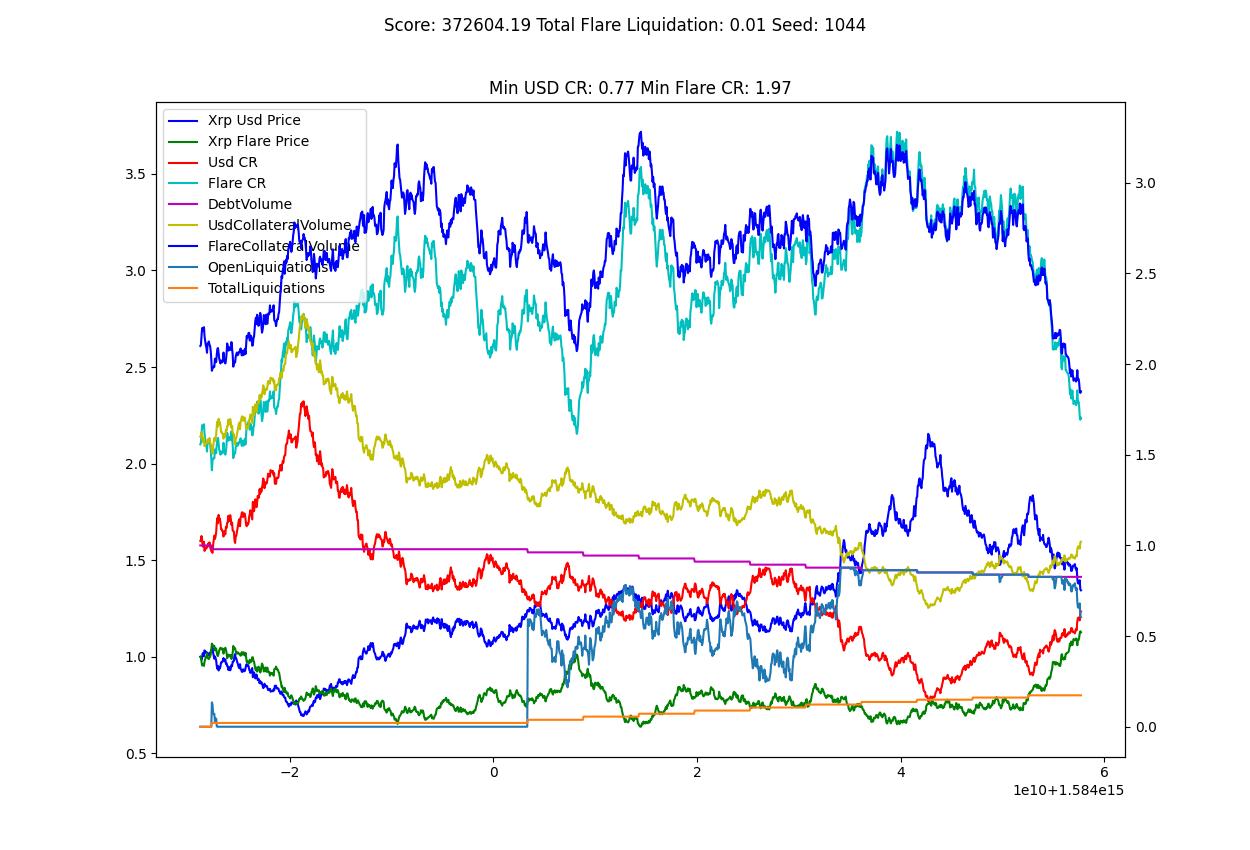 Score: 372604.19 Total Flare Liquidation: 0.01 Seed: 1044
Min USD CR: 0.77 Min Flare CR: 1.97
Xrp Usd Price
Xrp Flare Price
Usd CR
Flare CR
DebtVolume
UsdCollateralVolume
FlareCollateralVolume
OpenLiquidations
TotalLiquidations
3.5
3.0
2.5
2.0
1.5
1.0
0.5
3.0
2.5
2.0
1.5
1.0
0.5
0.0
−2 0 2 4 6
1e10+1.584e15